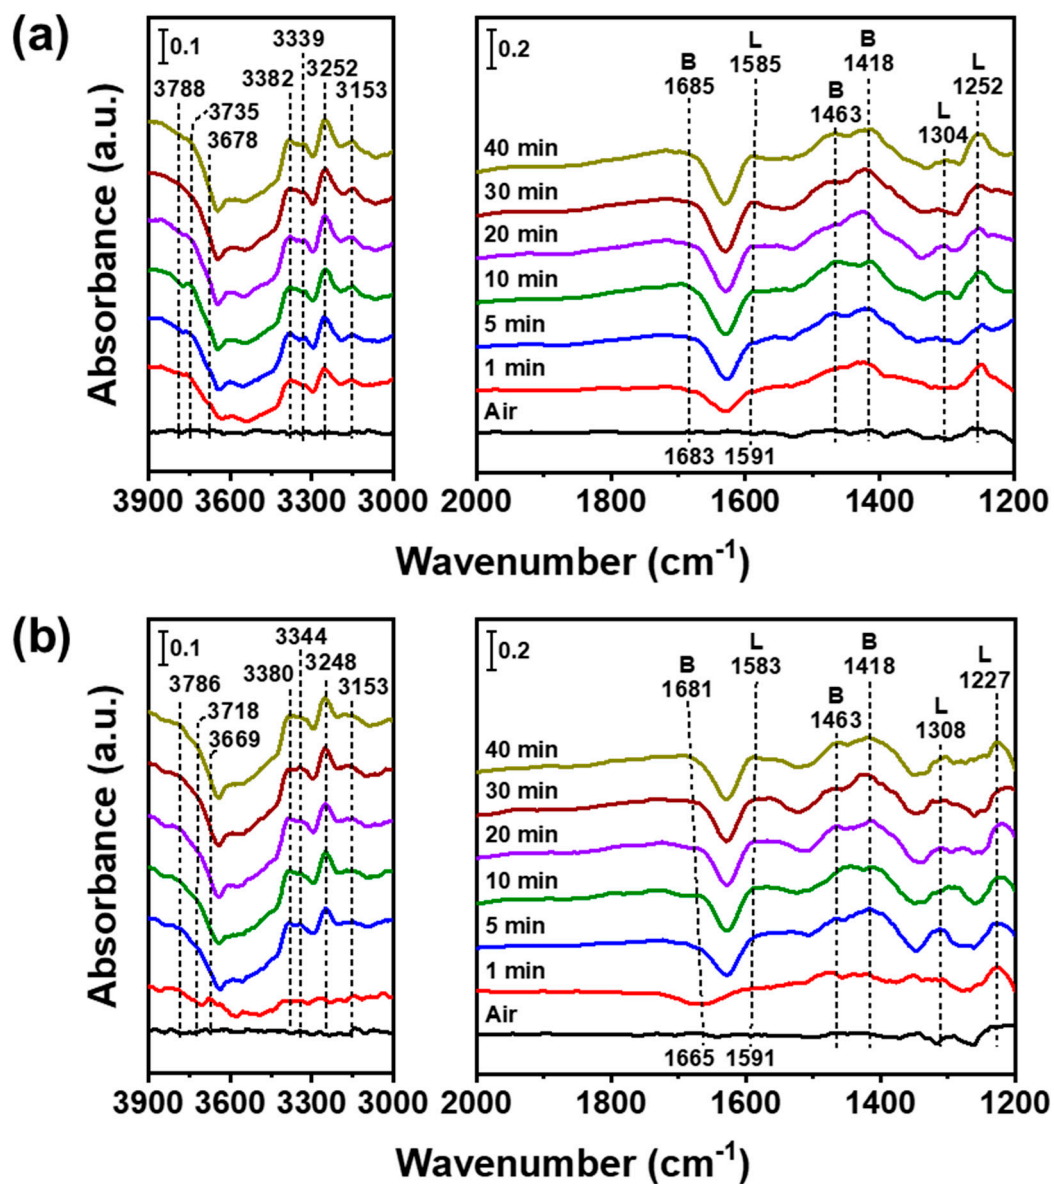 (a)
Absorbance (a.u.)
0.1
3788
3735
3678
3382
3339
3252
3153
0.2
B
1685
L
1585
B
1463
B
1418
L
1304
L
1252
40 min
30 min
20 min
10 min
5 min
1 min
Air
1683
1591
3900 3600 3300 3000
2000 1800 1600 1400 1200
Wavenumber (cm-1)
(b)
Absorbance (a.u.)
0.1
3786
3718
3669
3380
3344
3248
3153
0.2
B
1681
L
1583
B
1463
B
1418
L
1308
L
1227
40 min
30 min
20 min
10 min
5 min
1 min
Air
1665
1591
3900 3600 3300 3000
2000 1800 1600 1400 1200
Wavenumber (cm-1)